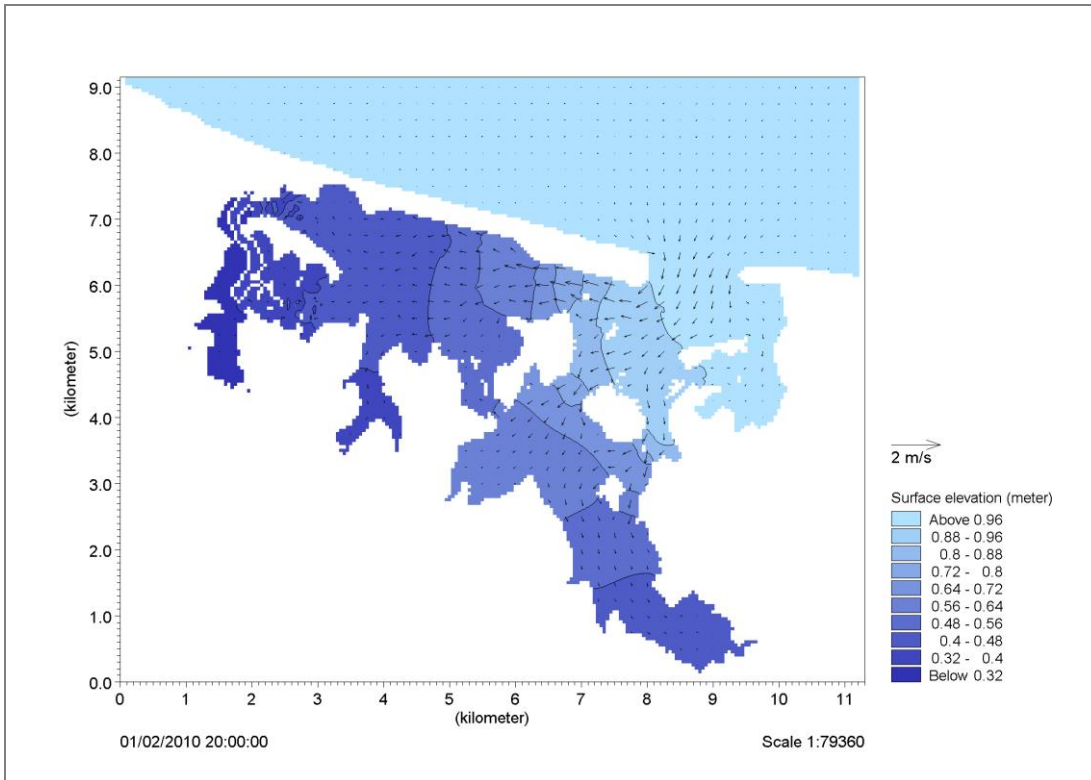 9.0
8.0
7.0
6.0
5.0
4.0
3.0
2.0
1.0
0.0
(kilometer)
0 1 2 3 4 5 6 7 8 9 10 11
(kilometer)
01/02/2010 20:00:00
Scale 1:79360
2 m/s
Surface elevation (meter)
Above 0.96
0.88 - 0.96
0.8 - 0.88
0.72 - 0.8
0.64 - 0.72
0.56 - 0.64
0.48 - 0.56
0.4 - 0.48
0.32 - 0.4
Below 0.32